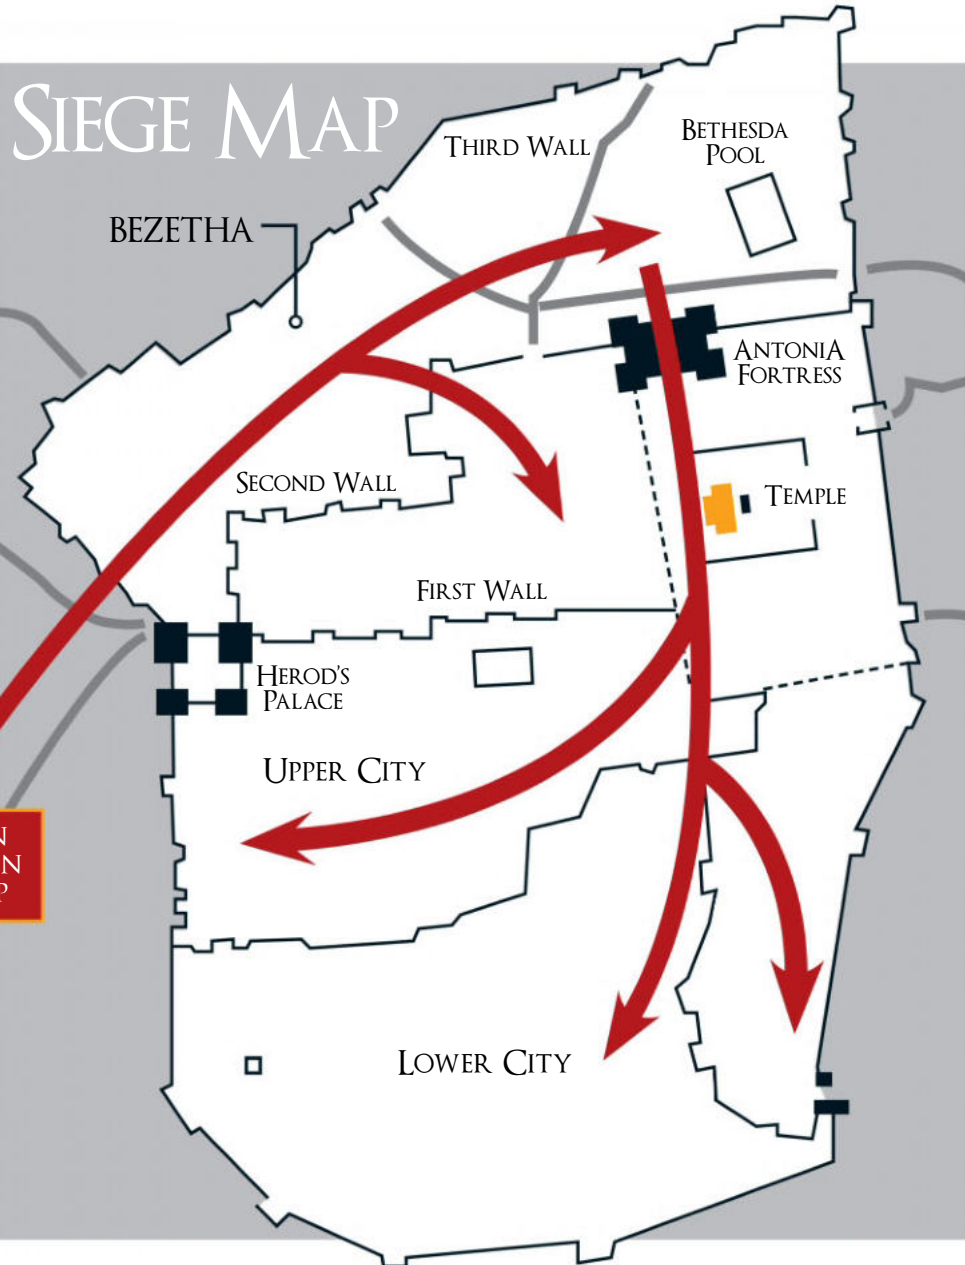 Siege Map
Third Wall
Bethesda
Pool
BEZETHA
Antonia
Fortress
Second Wall
Temple
First Wall
Herod's
Palace
Upper City
Lower City